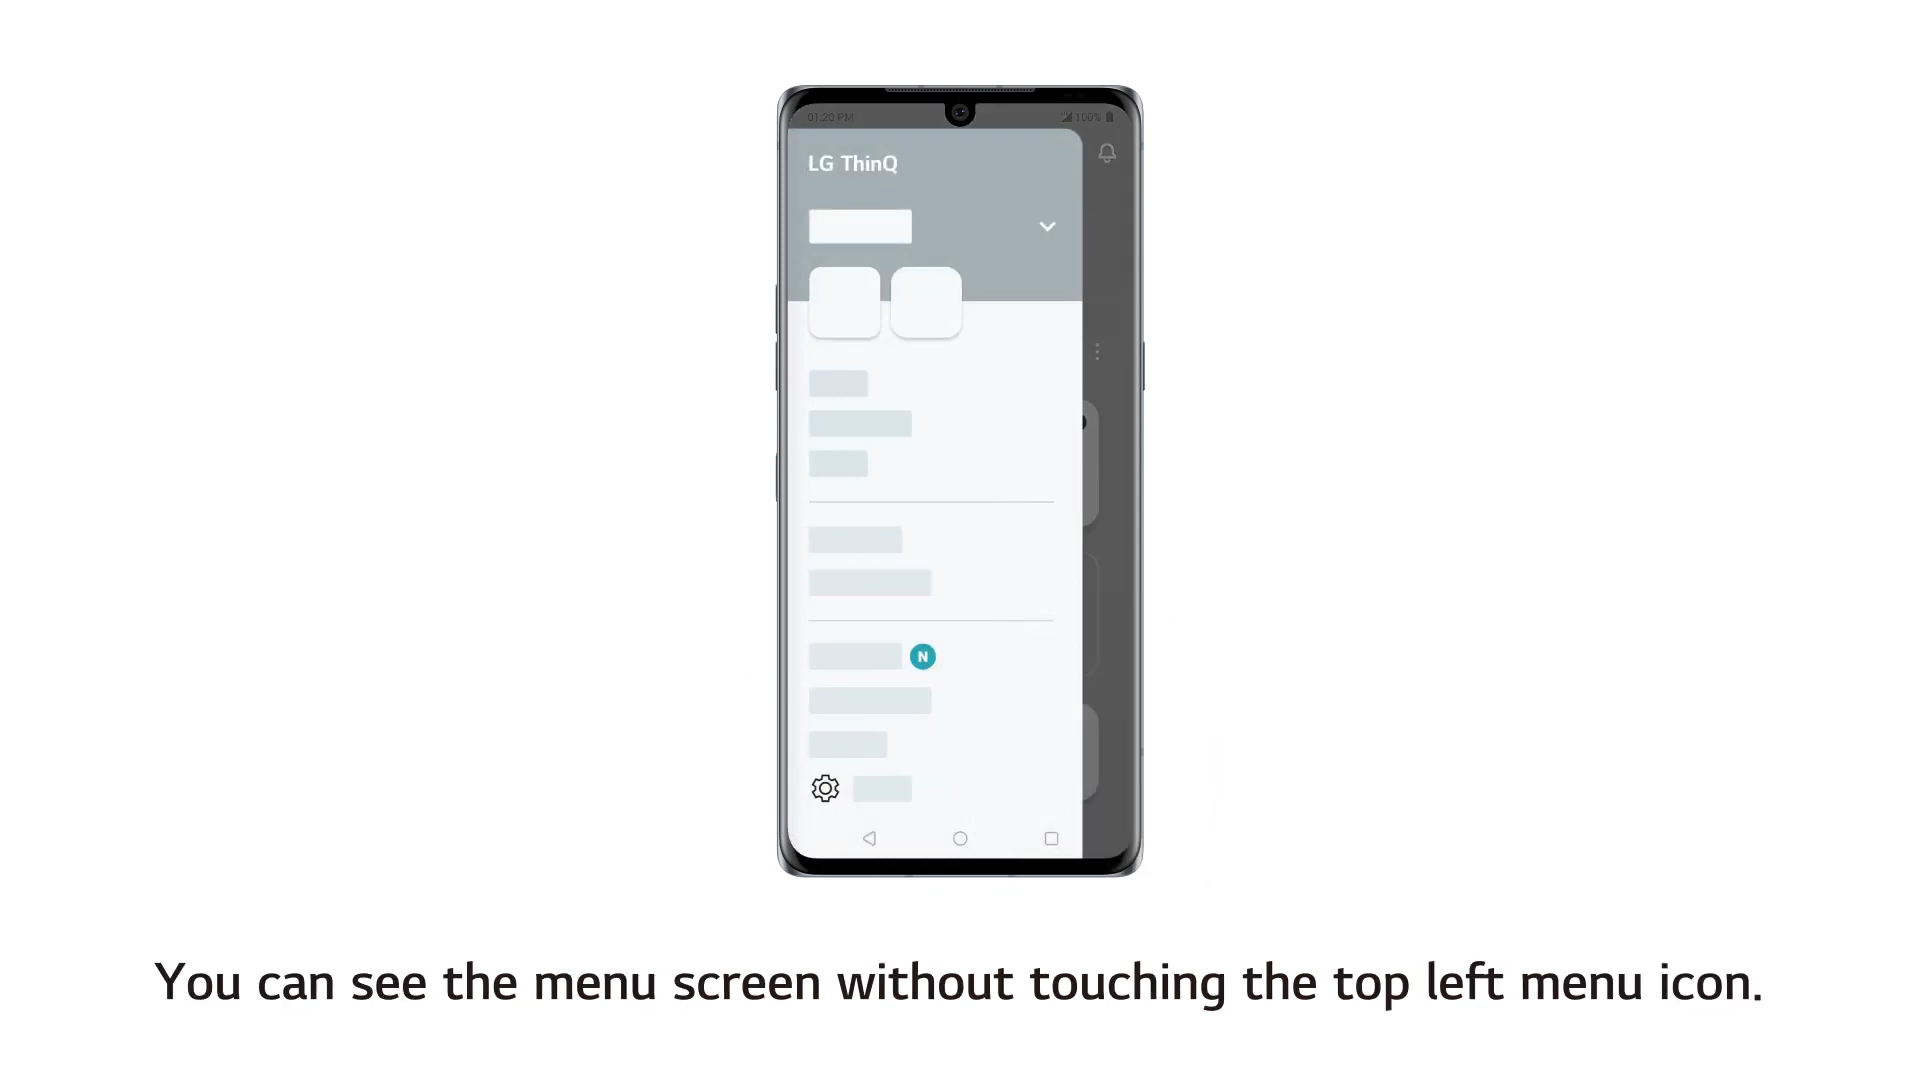 01:20 PM
100%
LG ThinQ
N
You can see the menu screen without touching the top left menu icon.